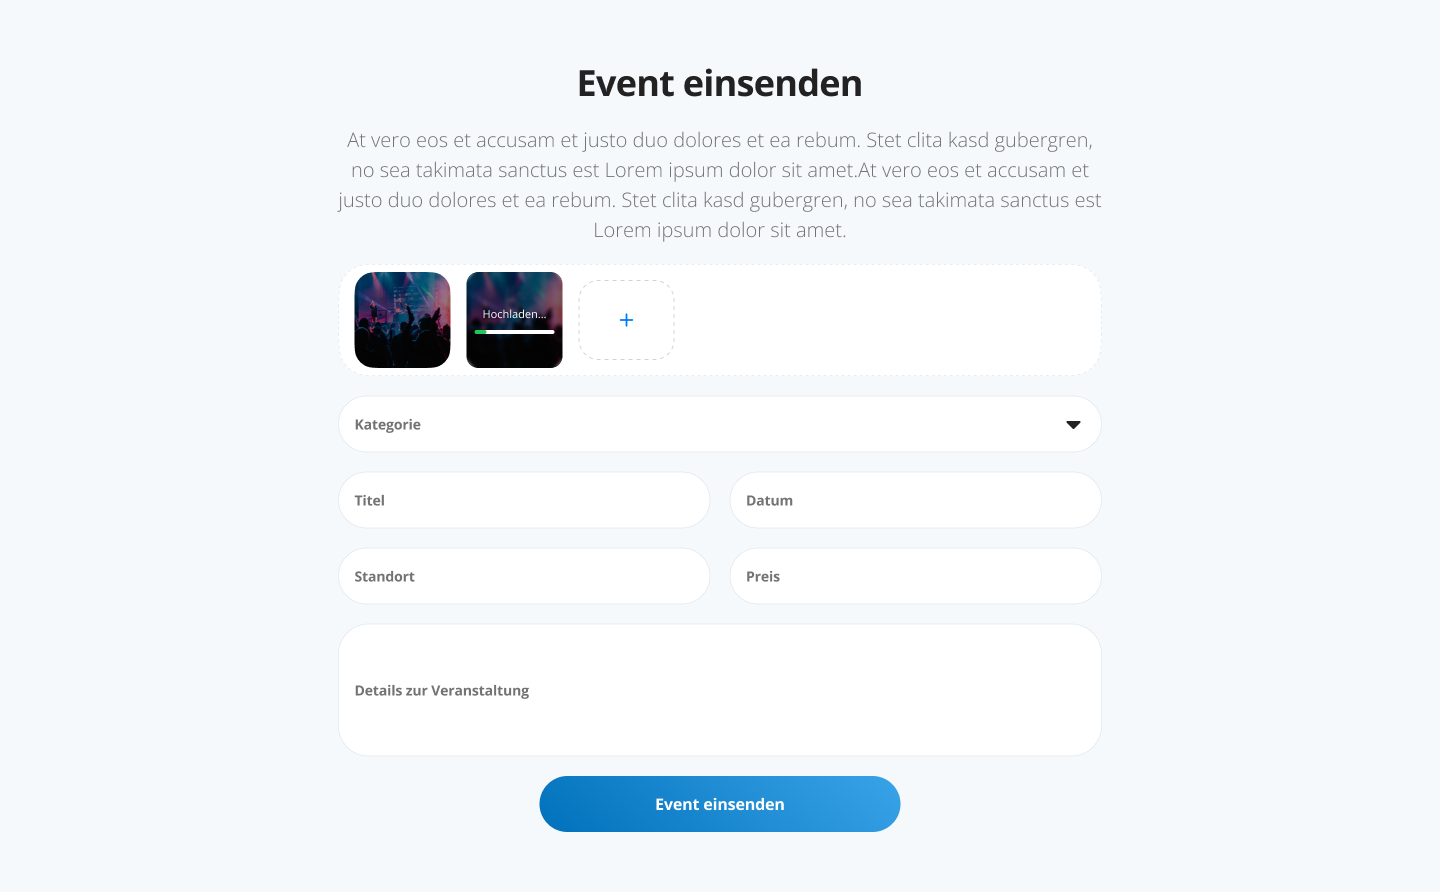 Event einsenden
At vero eos et accusam et justo duo dolores et ea rebum. Stet clita kasd gubergren,
no sea takimata sanctus est Lorem ipsum dolor sit amet.At vero eos et accusam et
justo duo dolores et ea rebum. Stet clita kasd gubergren, no sea takimata sanctus est
Lorem ipsum dolor sit amet.
Hochladen...
+
Kategorie
Titel
Datum
Standort
Preis
Details zur Veranstaltung
Event einsenden